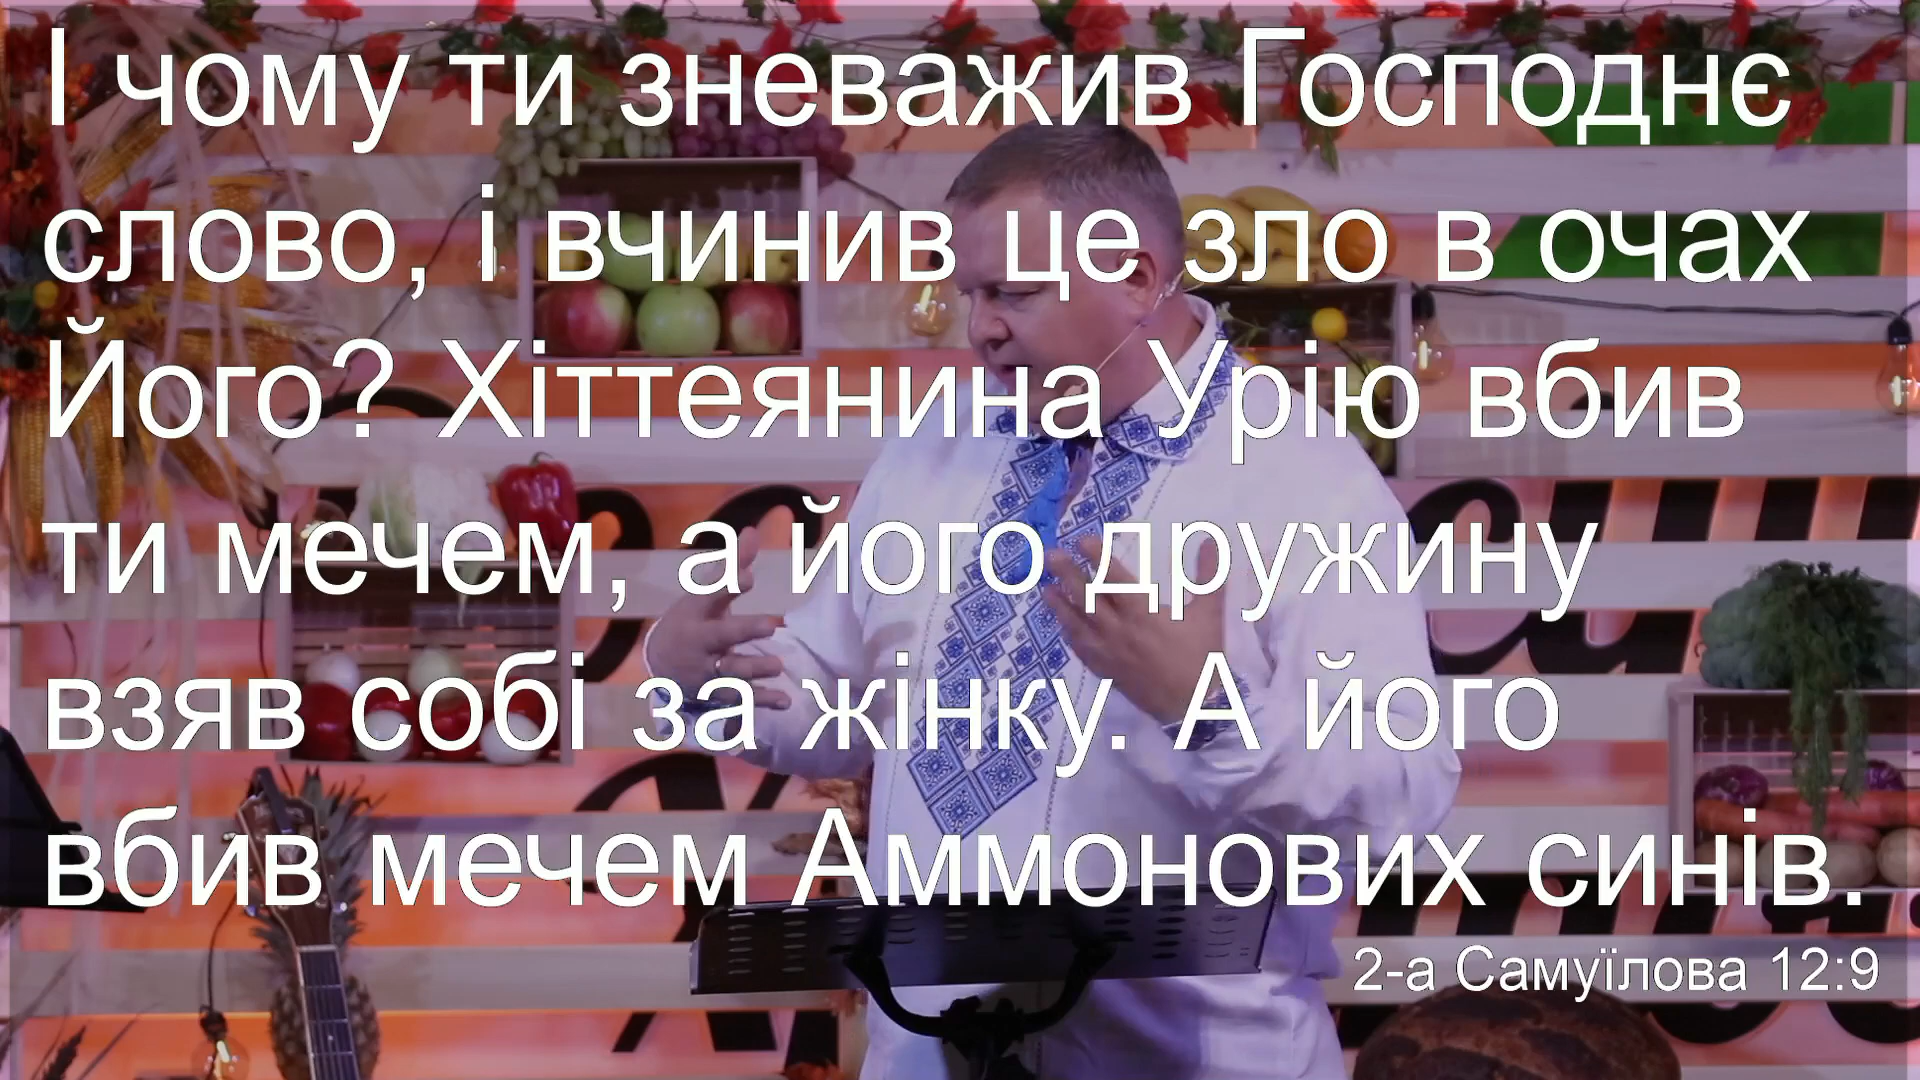 І чому ти зневажив Господнє
слово, і вчинив це зло в очах
Його? Хіттеянина Урію вбив
ти мечем, а його дружину
взяв собі за жінку. А його
вбив мечем Аммонових синів.
2-а Самуїлова 12:9